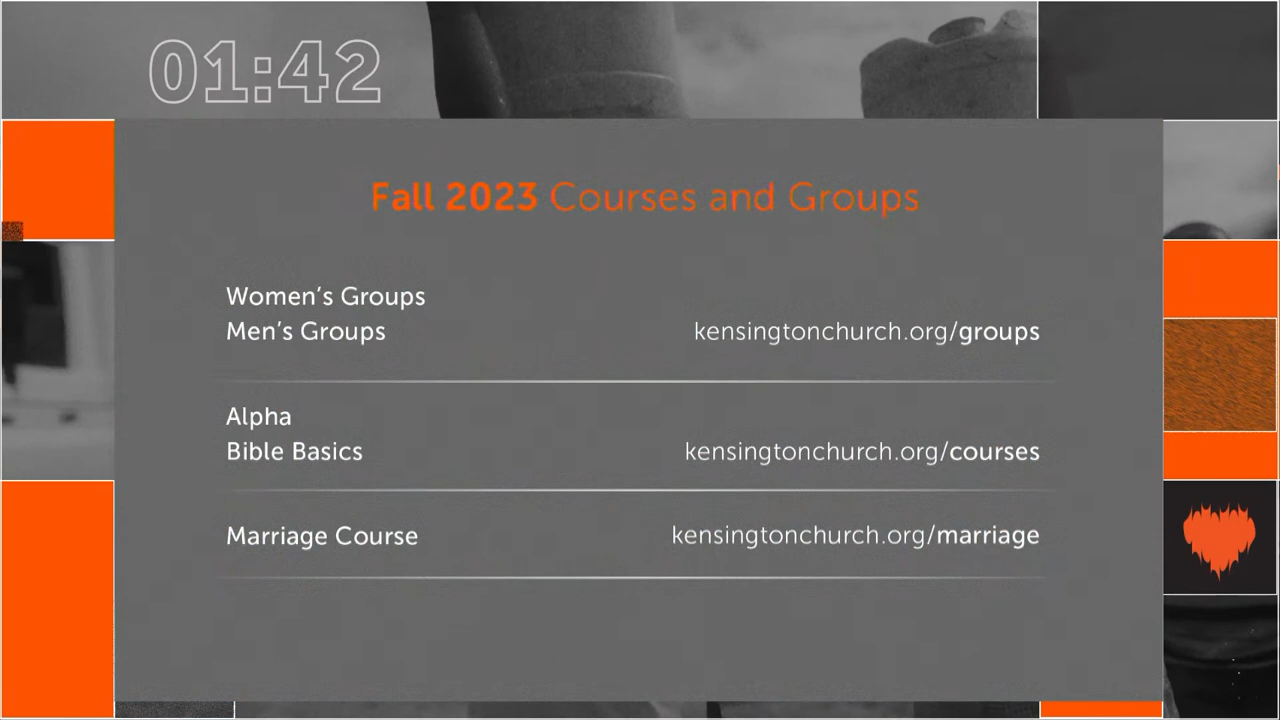 01:42
Fall 2023 Courses and Groups
Women’s Groups
Men’s Groups kensingtonchurch.org/groups
Alpha
Bible Basics kensingtonchurch.org/courses
Marriage Course kensingtonchurch.org/marriage